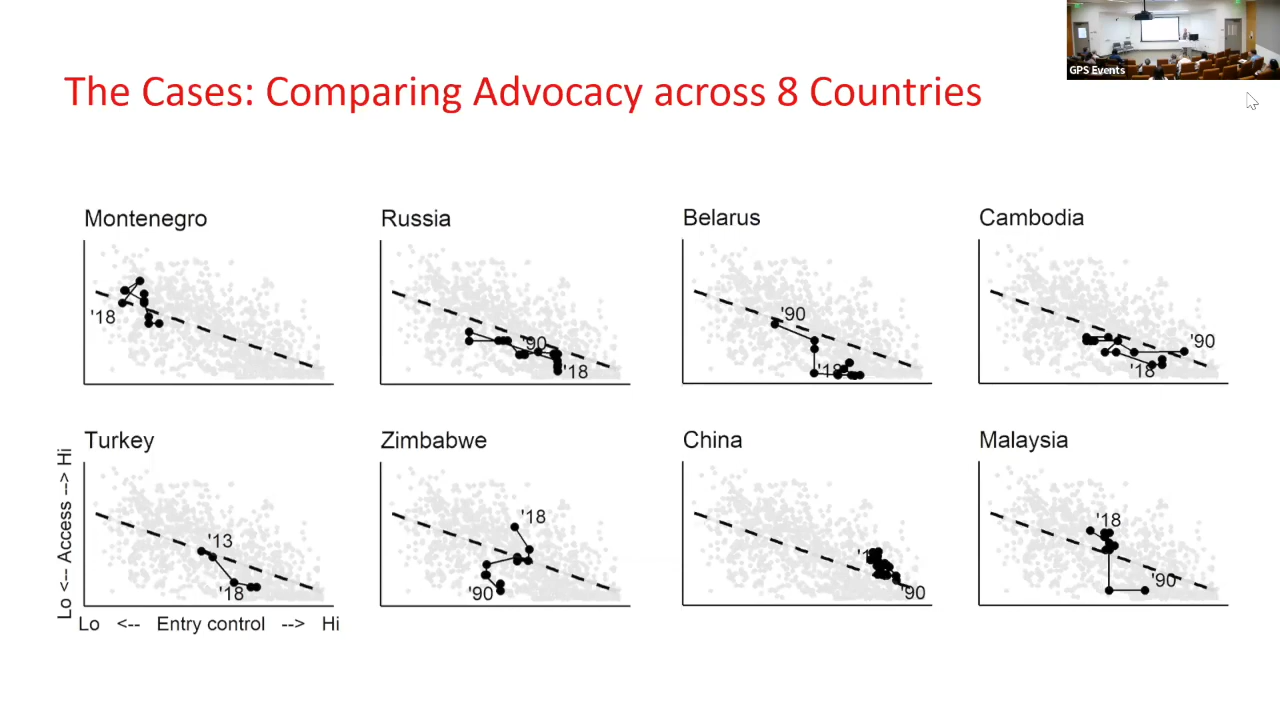 GPS Events
The Cases: Comparing Advocacy across 8 Countries
Montenegro
'18
Russia
'90
'18
Belarus
'90
'18
Cambodia
'90
'18
Turkey
'13
'18
Zimbabwe
'18
'90
China
'90
Malaysia
'18
'90
Lo <-- Access --> Hi
Lo <-- Entry control --> Hi